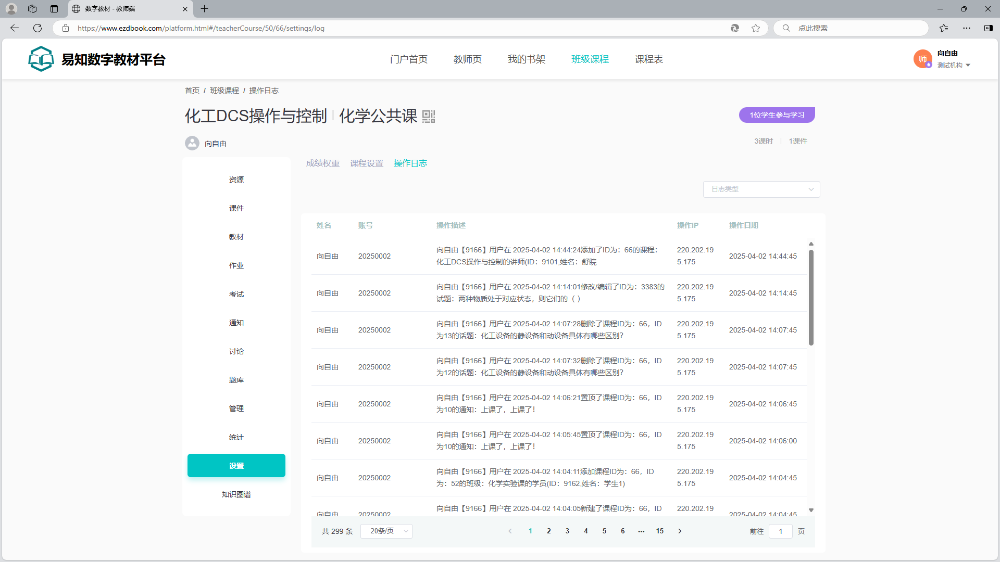 数字教材 - 教师端
https://www.ezdbook.com/platform.html#/teacherCourse/50/66/settings/log
点此搜索
易知数字教材平台
门户首页 教师页 我的书架 班级课程 课程表
师
向自由
测试机构
首页 / 班级课程 / 操作日志
化工DCS操作与控制 化学公共课
1位学生参与学习
向自由
3课时 | 1课件
资源
课件
教材
作业
考试
通知
讨论
题库
管理
统计
设置
知识图谱
成绩权重 课程设置 操作日志
日志类型
姓名 账号 操作描述 操作IP 操作日期
向自由 20250002 向自由【9166】用户在 2025-04-02 14:44:24添加了ID为：66的课程：
化工DCS操作与控制的讲师(ID：9101,姓名：舒睆
220.202.19
5.175
2025-04-02 14:44:45
向自由 20250002 向自由【9166】用户在 2025-04-02 14:14:01修改/编辑了ID为：3383的
试题：两种物质处于对应状态，则它们的（ ）
220.202.19
5.175
2025-04-02 14:14:45
向自由 20250002 向自由【9166】用户在 2025-04-02 14:07:28删除了课程ID为：66，ID
为13的话题：化工设备的静设备和动设备具体有哪些区别？
220.202.19
5.175
2025-04-02 14:07:45
向自由 20250002 向自由【9166】用户在 2025-04-02 14:07:32删除了课程ID为：66，ID
为12的话题：化工设备的静设备和动设备具体有哪些区别？
220.202.19
5.175
2025-04-02 14:07:45
向自由 20250002 向自由【9166】用户在 2025-04-02 14:06:21置顶了课程ID为：66，ID
为10的通知：上课了，上课了！
220.202.19
5.175
2025-04-02 14:06:45
向自由 20250002 向自由【9166】用户在 2025-04-02 14:05:45置顶了课程ID为：66，ID
为10的通知：上课了，上课了！
220.202.19
5.175
2025-04-02 14:06:00
向自由 20250002 向自由【9166】用户在 2025-04-02 14:04:11添加课程ID为：66，ID
为：52的班级：化学实验课的学员(ID：9162,姓名：学生1)
220.202.19
5.175
2025-04-02 14:04:45
向自由 20250002 向自由【9166】用户在 2025-04-02 14:04:05新建了课程ID为：66，ID
220.202.19
2025-04-02 14:04:45
共 299 条 20条/页 1 2 3 4 5 6 ··· 15 前往 1 页